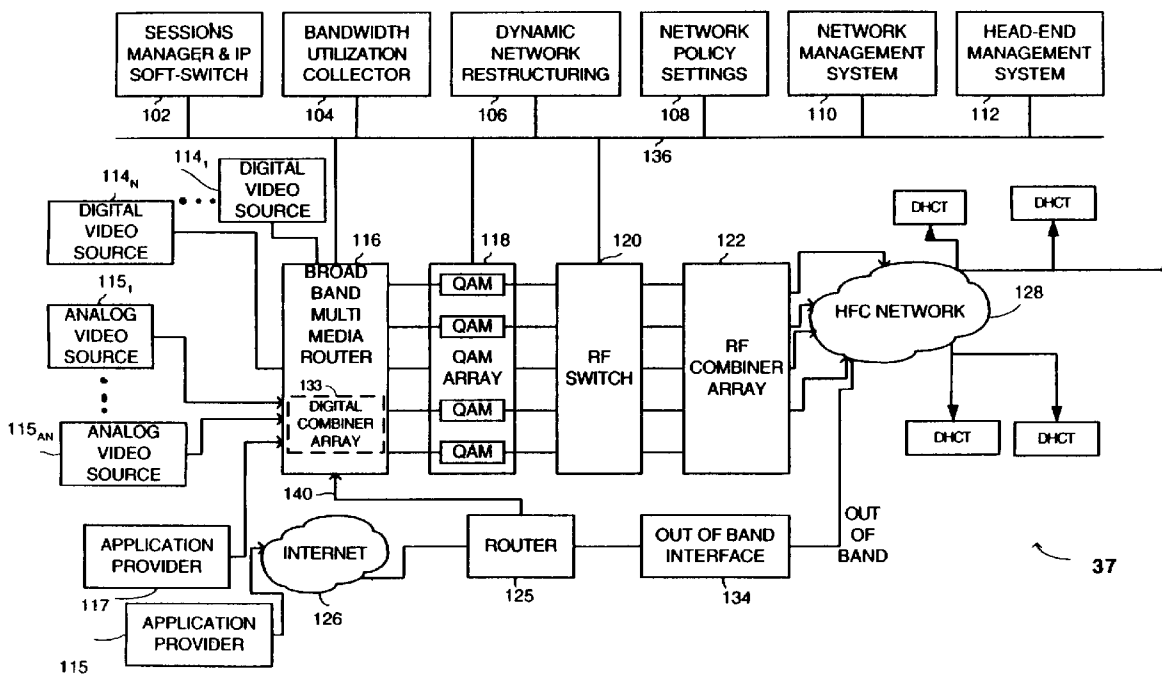 SESSIONS
MANAGER & IP
SOFT-SWITCH
102
BANDWIDTH
UTILIZATION
COLLECTOR
104
DYNAMIC
NETWORK
RESTRUCTURING
106
NETWORK
POLICY
SETTINGS
108
NETWORK
MANAGEMENT
SYSTEM
110
HEAD-END
MANAGEMENT
SYSTEM
112
136
114N
DIGITAL
VIDEO
SOURCE
1141
DIGITAL
VIDEO
SOURCE
1151
ANALOG
VIDEO
SOURCE
115AN
ANALOG
VIDEO
SOURCE
116
BROAD
BAND
MULTI
MEDIA
ROUTER
133
DIGITAL
COMBINER
ARRAY
118
QAM
QAM
QAM
ARRAY
QAM
QAM
120
RF
SWITCH
122
RF
COMBINER
ARRAY
DHCT
DHCT
HFC NETWORK
128
DHCT
DHCT
140
APPLICATION
PROVIDER
117
APPLICATION
PROVIDER
115
INTERNET
126
ROUTER
125
OUT OF BAND
INTERFACE
134
OUT
OF
BAND
37